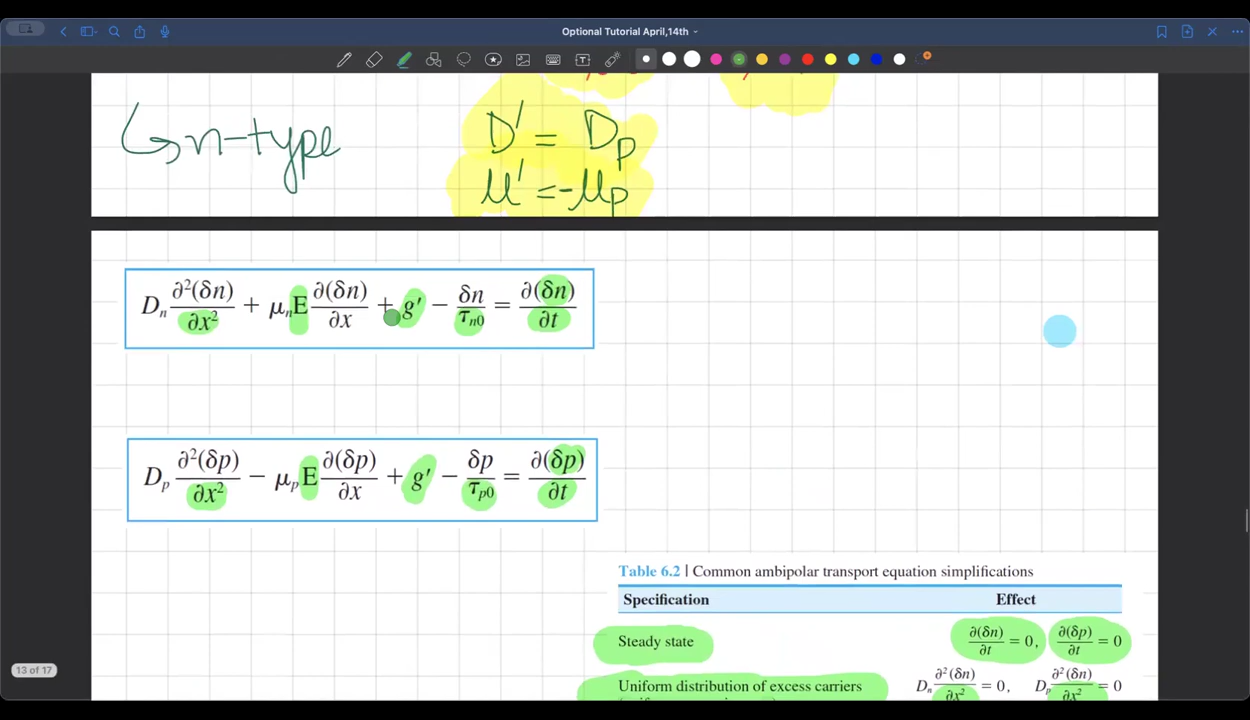 Optional Tutorial April,14th
n-type
D' = Dp
μ' = -μp
Dₙ ∂²(δn)/∂x² + μₙE ∂(δn)/∂x + g′ − δn/τₙ₀ = ∂(δn)/∂t
Dₚ ∂²(δp)/∂x² − μₚE ∂(δp)/∂x + g′ − δp/τₚ₀ = ∂(δp)/∂t
Table 6.2 | Common ambipolar transport equation simplifications
Specification Effect
Steady state ∂(δn)/∂t = 0, ∂(δp)/∂t = 0
Uniform distribution of excess carriers Dₙ ∂²(δn)/∂x² = 0, Dₚ ∂²(δn)/∂x² = 0
13 of 17